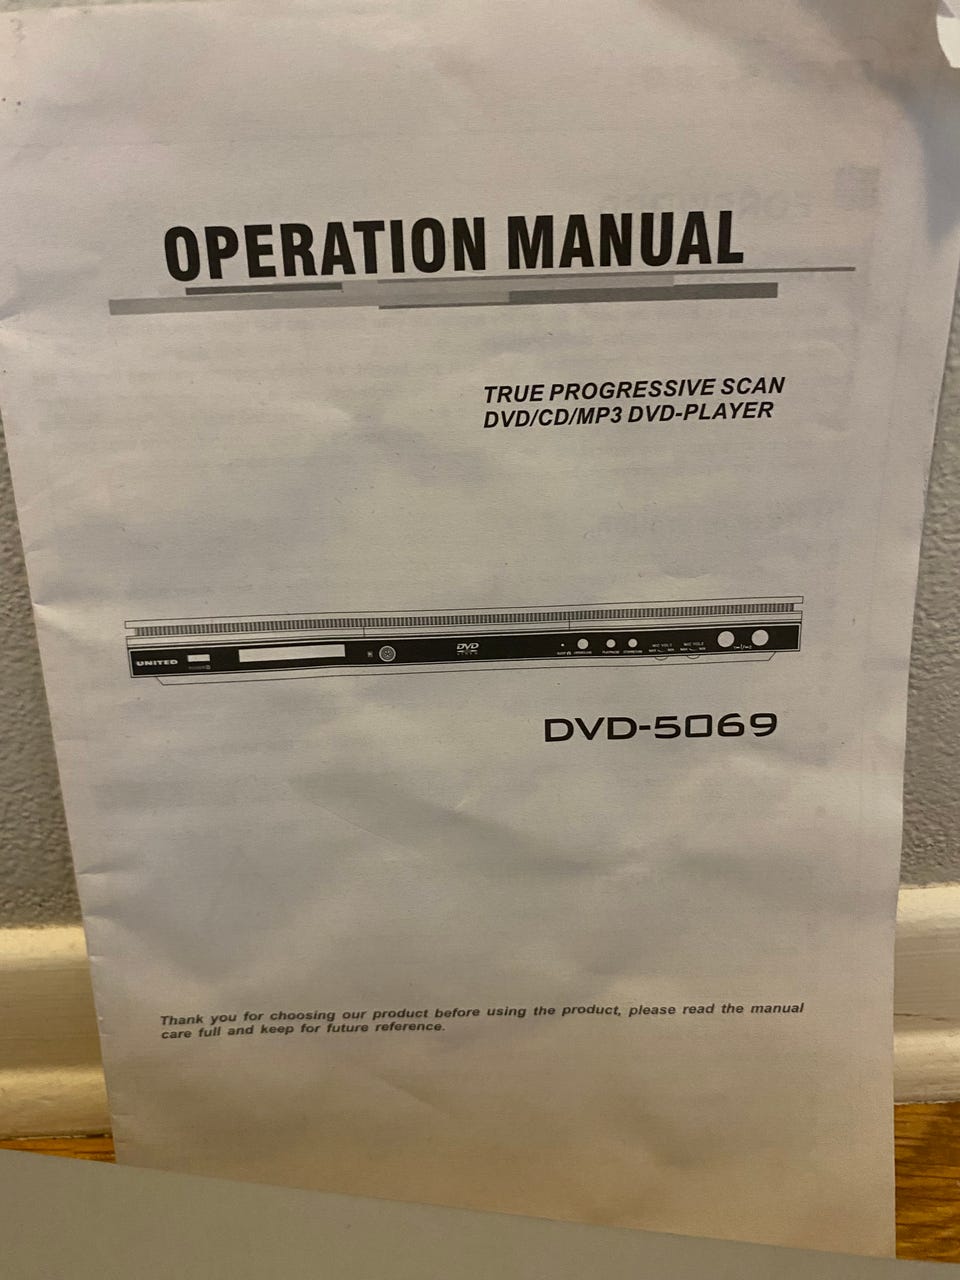 OPERATION MANUAL
TRUE PROGRESSIVE SCAN
DVD/CD/MP3 DVD-PLAYER
UNITED
DVD
DVD-5069
Thank you for choosing our product before using the product, please read the manual
care full and keep for future reference.